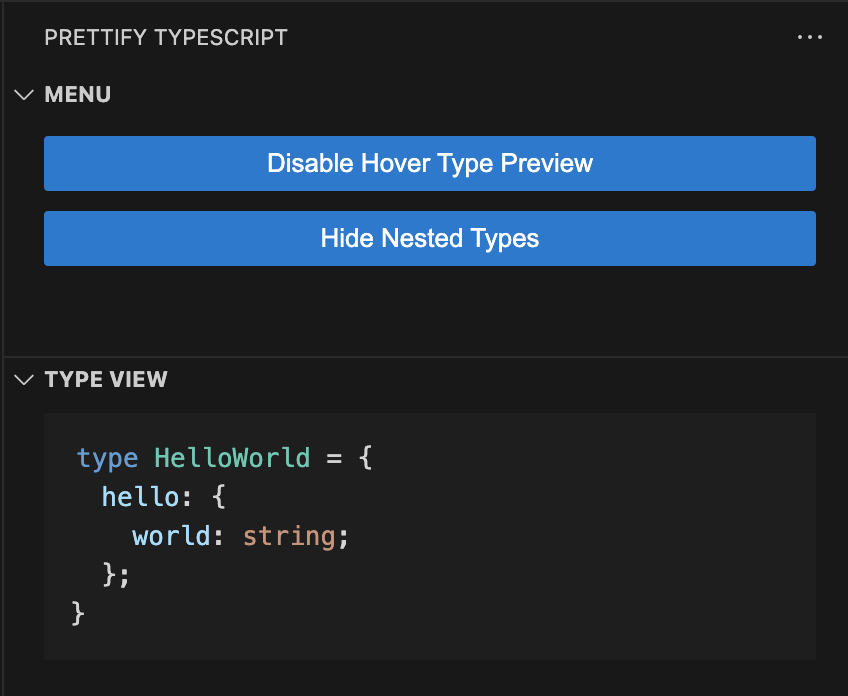 PRETTIFY TYPESCRIPT
MENU
Disable Hover Type Preview
Hide Nested Types
TYPE VIEW
type HelloWorld = {
  hello: {
    world: string;
  };
}